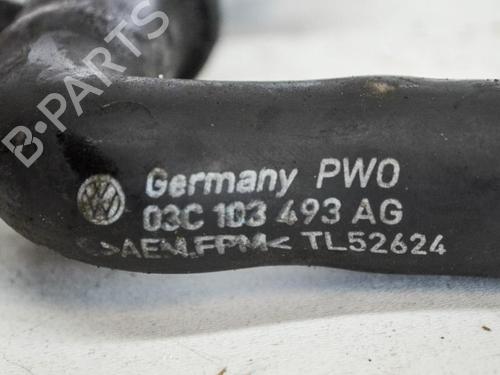 B-PARTS
Germany PWO
03C 103 493 AG
>AEM.FPM< TL52624